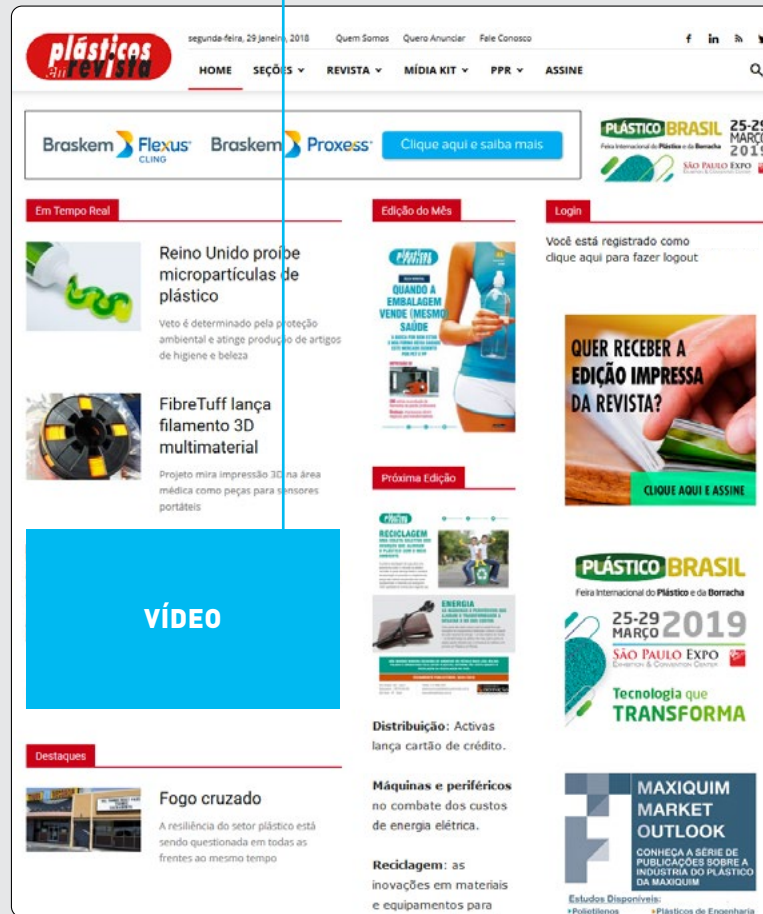 plásticos
em revista
segunda-feira, 29 Janeiro, 2018
Quem Somos
Quero Anunciar
Fale Conosco
HOME
SEÇÕES
REVISTA
MÍDIA KIT
PPR
ASSINE
Braskem Flexus CLING
Braskem Proxess
Clique aqui e saiba mais
PLÁSTICO BRASIL
Feira Internacional do Plástico e da Borracha
25-29
MARÇO
2019
SÃO PAULO EXPO
Em Tempo Real
Reino Unido proíbe
micropartículas de
plástico
Veto é determinado pela proteção
ambiental e atinge produção de artigos
de higiene e beleza
FibreTuff lança
filamento 3D
multimaterial
Projeto mira impressão 3D na área
médica como peças para sensores
portáteis
VÍDEO
Destaques
Fogo cruzado
A resiliência do setor plástico está
sendo questionada em todas as
frentes ao mesmo tempo
Edição do Mês
plásticos
em revista
QUANDO A
EMBALAGEM
VENDE (MESMO)
SAÚDE
Próxima Edição
plásticos
RECICLAGEM
ENERGIA
Distribuição: Activas
lança cartão de crédito.
Máquinas e periféricos
no combate dos custos
de energia elétrica.
Reciclagem: as
inovações em materiais
e equipamentos para
Login
Você está registrado como
clique aqui para fazer logout
QUER RECEBER A
EDIÇÃO IMPRESSA
DA REVISTA?
CLIQUE AQUI E ASSINE
PLÁSTICO BRASIL
Feira Internacional do Plástico e da Borracha
25-29
MARÇO
2019
SÃO PAULO EXPO
EXHIBITION & CONVENTION CENTER
Tecnologia que
TRANSFORMA
MAXIQUIM
MARKET
OUTLOOK
CONHEÇA A SÉRIE DE
PUBLICAÇÕES SOBRE A
INDÚSTRIA DO PLÁSTICO
DA MAXIQUIM
Estudos Disponíveis:
Polietilenos
Plásticos de Engenharia